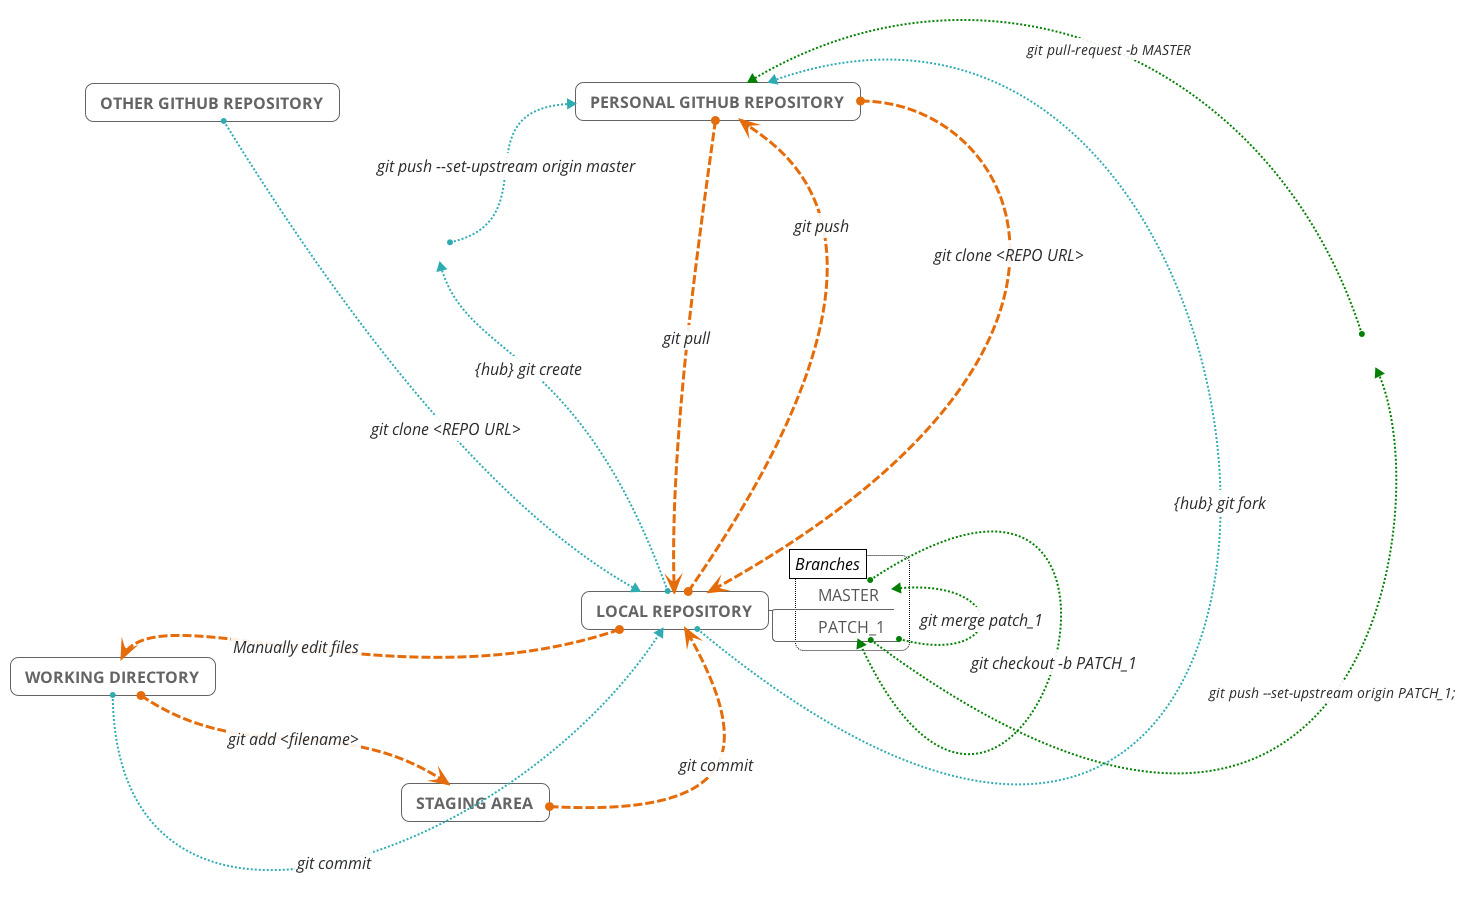 git pull-request -b MASTER
OTHER GITHUB REPOSITORY
PERSONAL GITHUB REPOSITORY
git push --set-upstream origin master
git push
git clone <REPO URL>
git pull
{hub} git create
git clone <REPO URL>
{hub} git fork
Branches
MASTER
LOCAL REPOSITORY
git merge patch_1
PATCH_1
Manually edit files
git checkout -b PATCH_1
WORKING DIRECTORY
git push --set-upstream origin PATCH_1;
git add <filename>
git commit
STAGING AREA
git commit